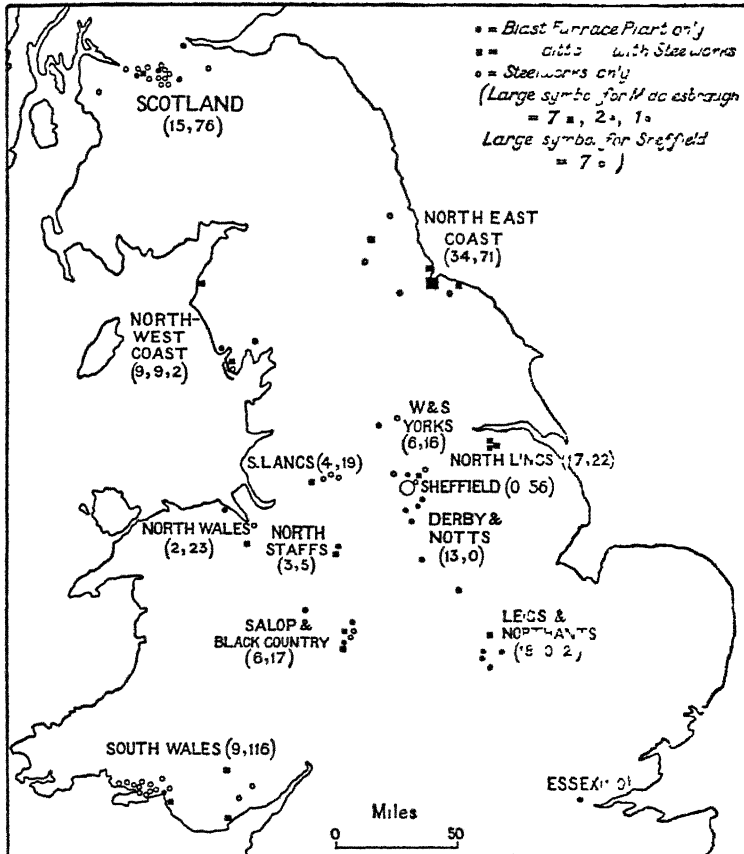 • = Blast Furnace Plant only
▪ = ditto with Steelworks
○ = Steelworks only
(Large symbol for
= 7 ▪, 2 •, 1 ○
Large symbol for Sheffield
= 7 ○)
SCOTLAND
(15,76)
NORTH EAST
COAST
(34,71)
NORTH-
WEST
COAST
(9,9,2)
W&S
YORKS
(6,16)
S.LANCS (4,19)
NORTH LINCS (17,22)
SHEFFIELD (0 56)
NORTH WALES
(2,23)
NORTH
STAFFS
(3,5)
DERBY &
NOTTS
(13,0)
SALOP &
BLACK COUNTRY
(6,17)
LEICS &
NORTHANTS
SOUTH WALES (9,116)
ESSEX
Miles
0 50